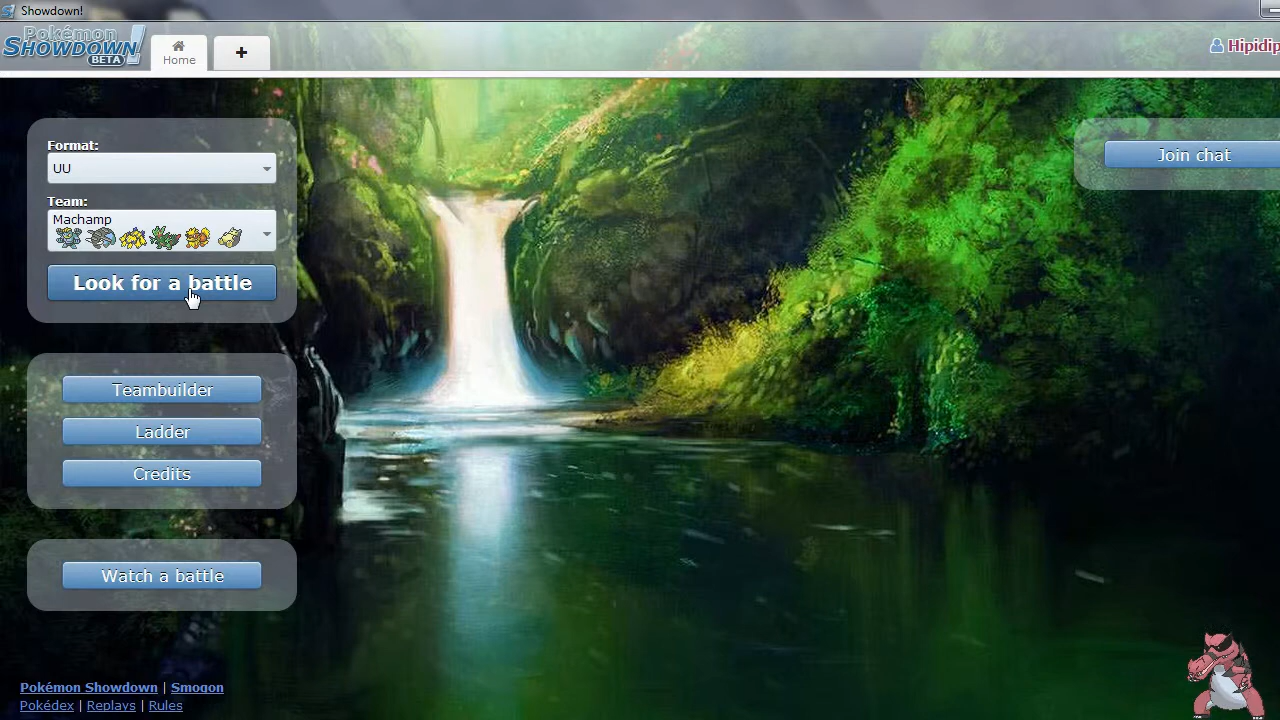 Showdown!
Pokémon
SHOWDOWN!
BETA
Home
+
Hipidip
Format:
UU
Team:
Machamp
Look for a battle
Join chat
Teambuilder
Ladder
Credits
Watch a battle
Pokémon Showdown | Smogon
Pokédex | Replays | Rules